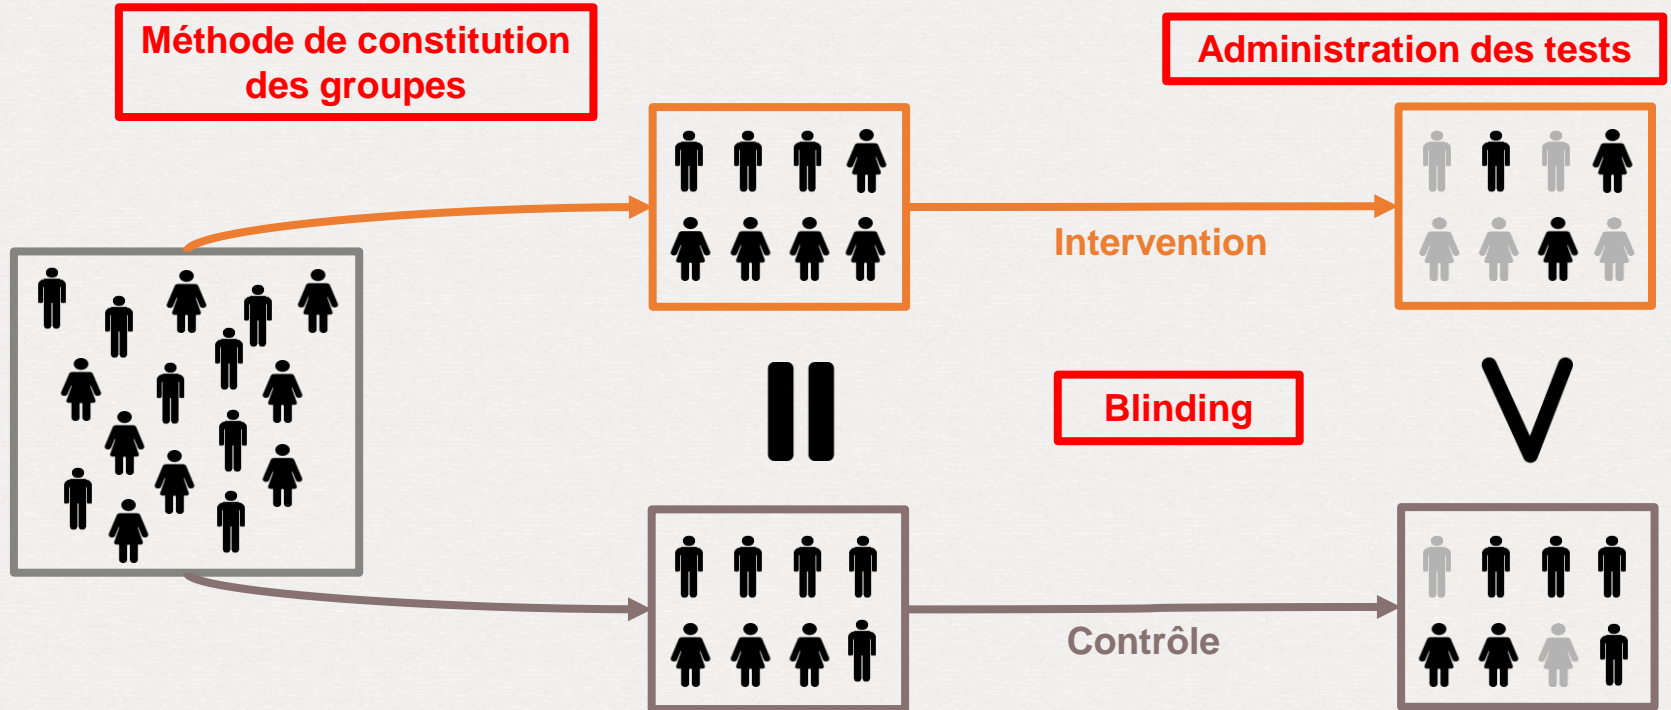 Méthode de constitution
des groupes
Administration des tests
Intervention
Blinding
Contrôle